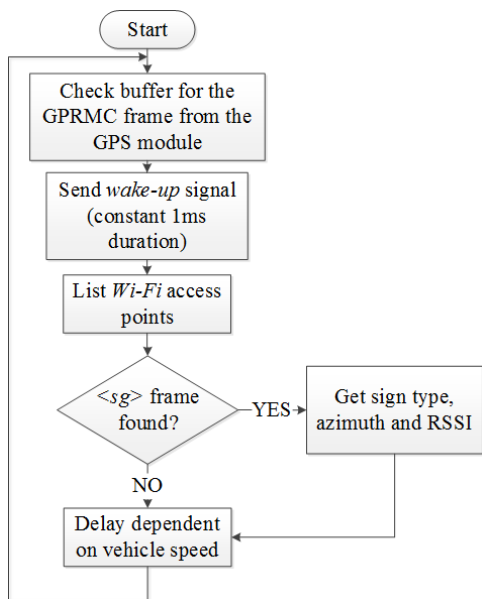 Start
Check buffer for the
GPRMC frame from the
GPS module
Send wake-up signal
(constant 1ms
duration)
List Wi-Fi access
points
<sg> frame
found?
YES
Get sign type,
azimuth and RSSI
NO
Delay dependent
on vehicle speed